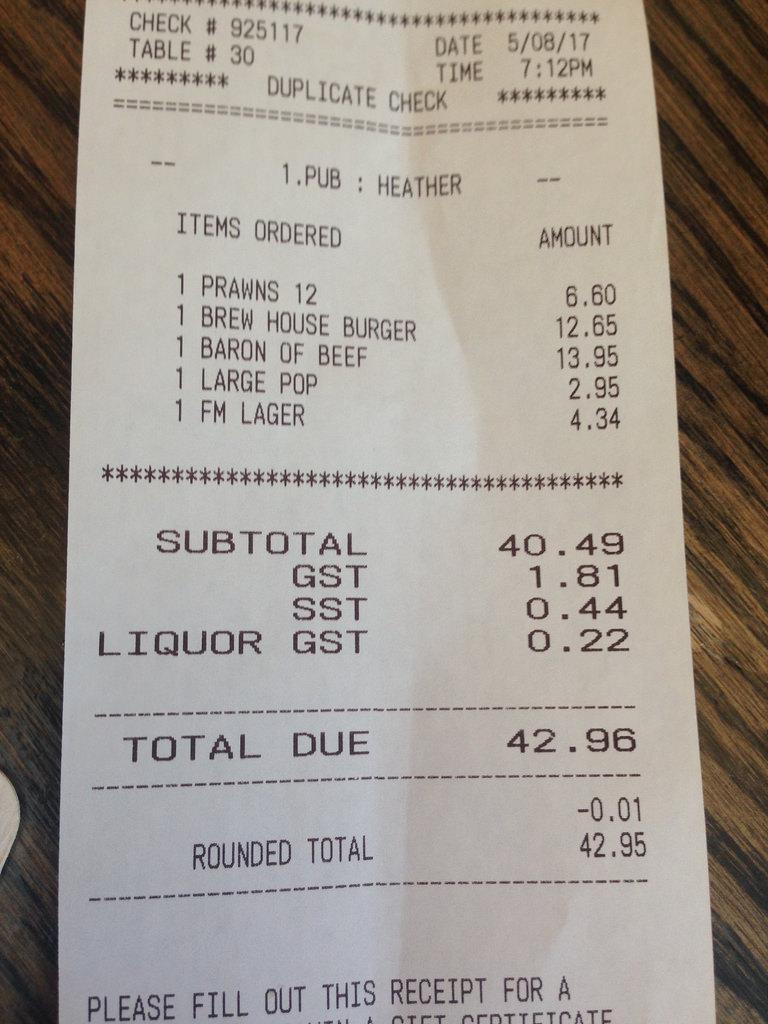 ****************************************
CHECK # 925117 DATE 5/08/17
TABLE # 30 TIME 7:12PM
********* DUPLICATE CHECK *********
========================================
-- 1.PUB : HEATHER --
ITEMS ORDERED AMOUNT
1 PRAWNS 12 6.60
1 BREW HOUSE BURGER 12.65
1 BARON OF BEEF 13.95
1 LARGE POP 2.95
1 FM LAGER 4.34
****************************************
SUBTOTAL 40.49
GST 1.81
SST 0.44
LIQUOR GST 0.22
----------------------------------------
TOTAL DUE 42.96
----------------------------------------
-0.01
ROUNDED TOTAL 42.95
----------------------------------------
PLEASE FILL OUT THIS RECEIPT FOR A
WIN A GIFT CERTIFICATE